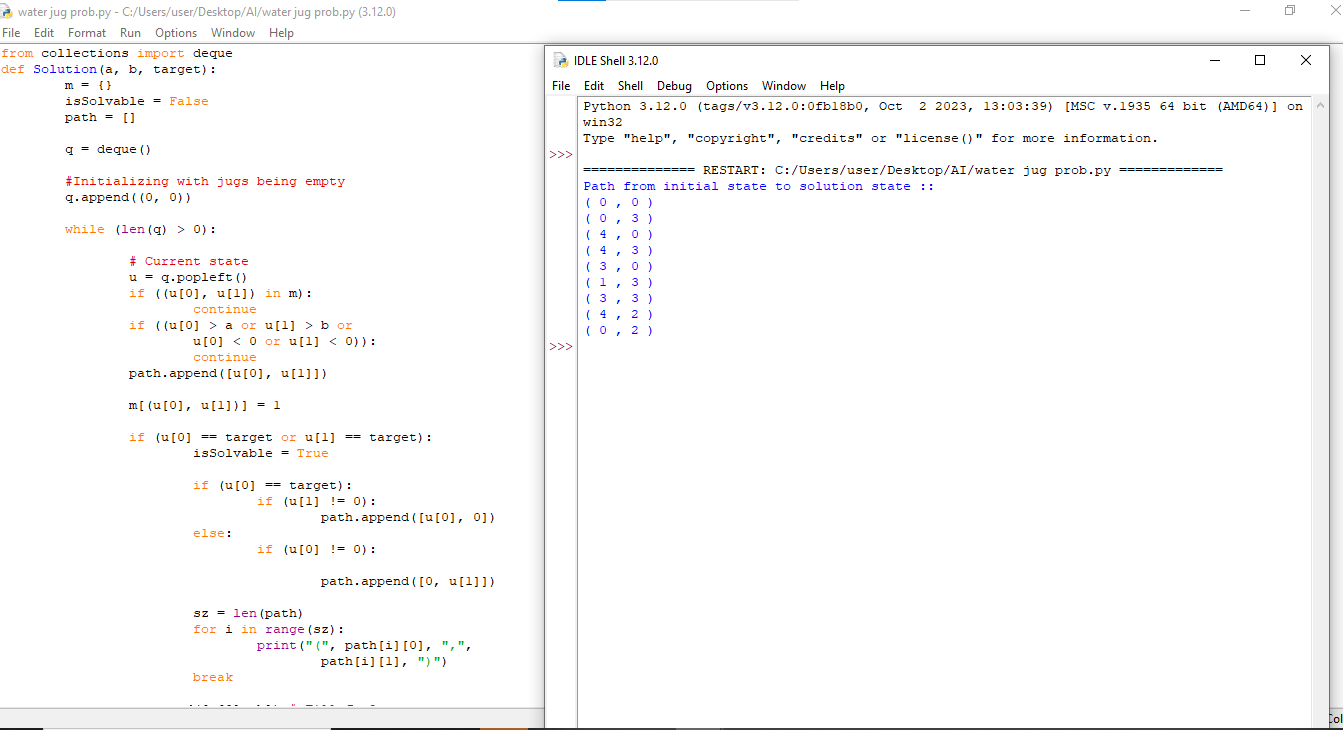 water jug prob.py - C:/Users/user/Desktop/AI/water jug prob.py (3.12.0)
File Edit Format Run Options Window Help
from collections import deque
def Solution(a, b, target):
        m = {}
        isSolvable = False
        path = []

        q = deque()

        #Initializing with jugs being empty
        q.append((0, 0))

        while (len(q) > 0):

                # Current state
                u = q.popleft()
                if ((u[0], u[1]) in m):
                        continue
                if ((u[0] > a or u[1] > b or
                        u[0] < 0 or u[1] < 0)):
                        continue
                path.append([u[0], u[1]])

                m[(u[0], u[1])] = 1

                if (u[0] == target or u[1] == target):
                        isSolvable = True

                        if (u[0] == target):
                                if (u[1] != 0):
                                        path.append([u[0], 0])
                        else:
                                if (u[0] != 0):

                                        path.append([0, u[1]])

                        sz = len(path)
                        for i in range(sz):
                                print("(", path[i][0], ",",
                                        path[i][1], ")")
                        break
IDLE Shell 3.12.0
File Edit Shell Debug Options Window Help
Python 3.12.0 (tags/v3.12.0:0fb18b0, Oct  2 2023, 13:03:39) [MSC v.1935 64 bit (AMD64)] on
win32
Type "help", "copyright", "credits" or "license()" for more information.
>>>
============== RESTART: C:/Users/user/Desktop/AI/water jug prob.py =============
Path from initial state to solution state ::
( 0 , 0 )
( 0 , 3 )
( 4 , 0 )
( 4 , 3 )
( 3 , 0 )
( 1 , 3 )
( 3 , 3 )
( 4 , 2 )
( 0 , 2 )
>>>